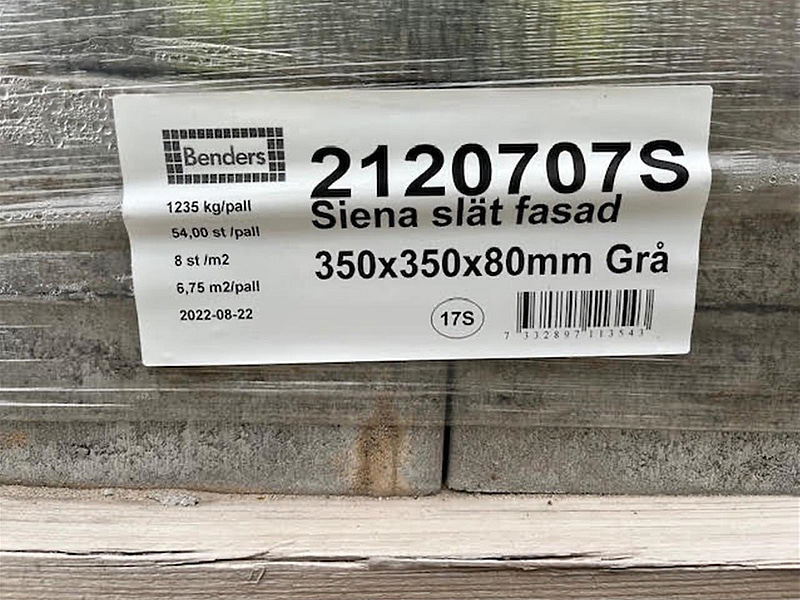 Benders
2120707S
Siena slät fasad
350x350x80mm Grå
1235 kg/pall
54,00 st /pall
8 st /m2
6,75 m2/pall
2022-08-22
17S
7 332897 113543